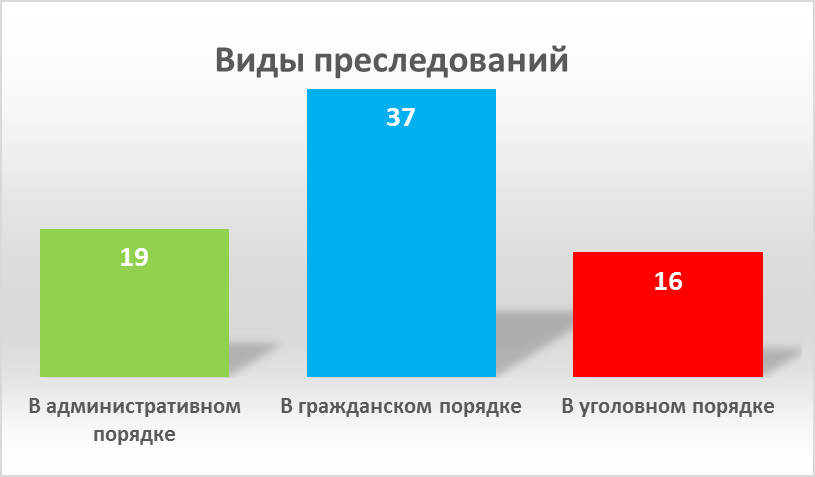 Виды преследований
37
19
16
В административном
порядке
В гражданском порядке
В уголовном порядке